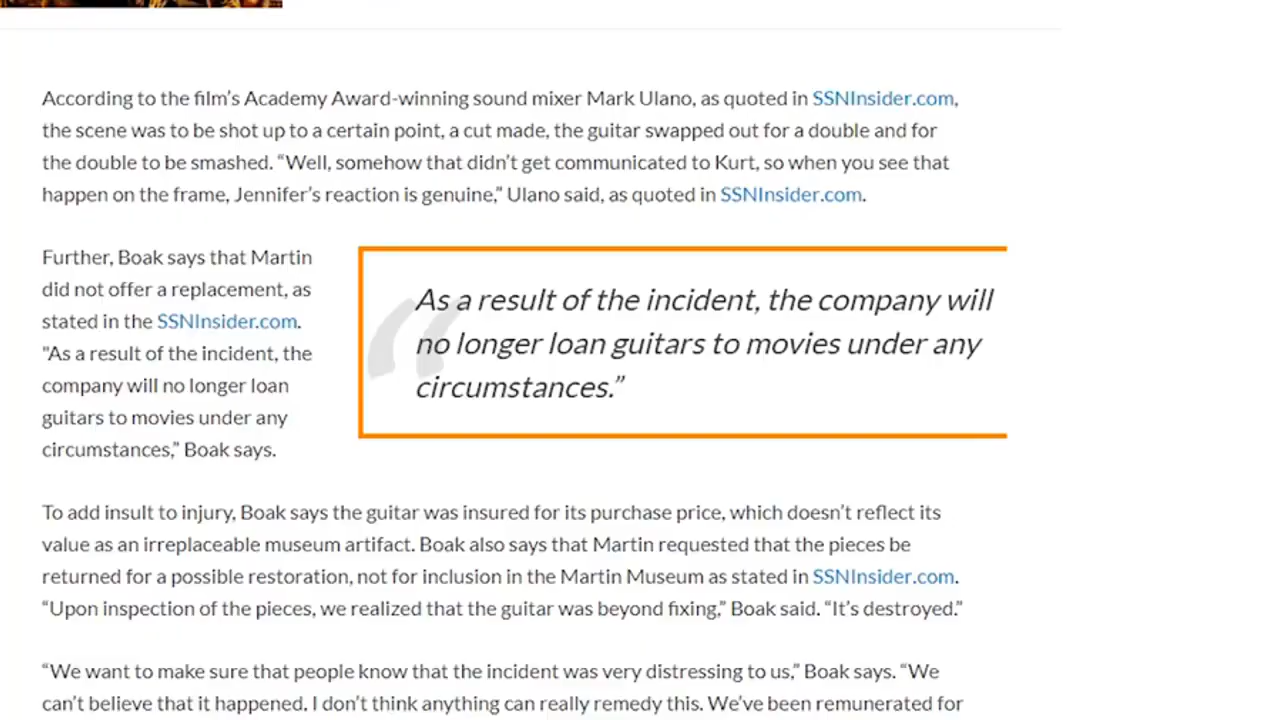 According to the film’s Academy Award-winning sound mixer Mark Ulano, as quoted in SSNInsider.com,
the scene was to be shot up to a certain point, a cut made, the guitar swapped out for a double and for
the double to be smashed. “Well, somehow that didn’t get communicated to Kurt, so when you see that
happen on the frame, Jennifer’s reaction is genuine,” Ulano said, as quoted in SSNInsider.com.
Further, Boak says that Martin
did not offer a replacement, as
stated in the SSNInsider.com.
"As a result of the incident, the
company will no longer loan
guitars to movies under any
circumstances,” Boak says.
As a result of the incident, the company will
no longer loan guitars to movies under any
circumstances.”
To add insult to injury, Boak says the guitar was insured for its purchase price, which doesn’t reflect its
value as an irreplaceable museum artifact. Boak also says that Martin requested that the pieces be
returned for a possible restoration, not for inclusion in the Martin Museum as stated in SSNInsider.com.
“Upon inspection of the pieces, we realized that the guitar was beyond fixing,” Boak said. “It’s destroyed.”
“We want to make sure that people know that the incident was very distressing to us,” Boak says. “We
can’t believe that it happened. I don’t think anything can really remedy this. We’ve been remunerated for